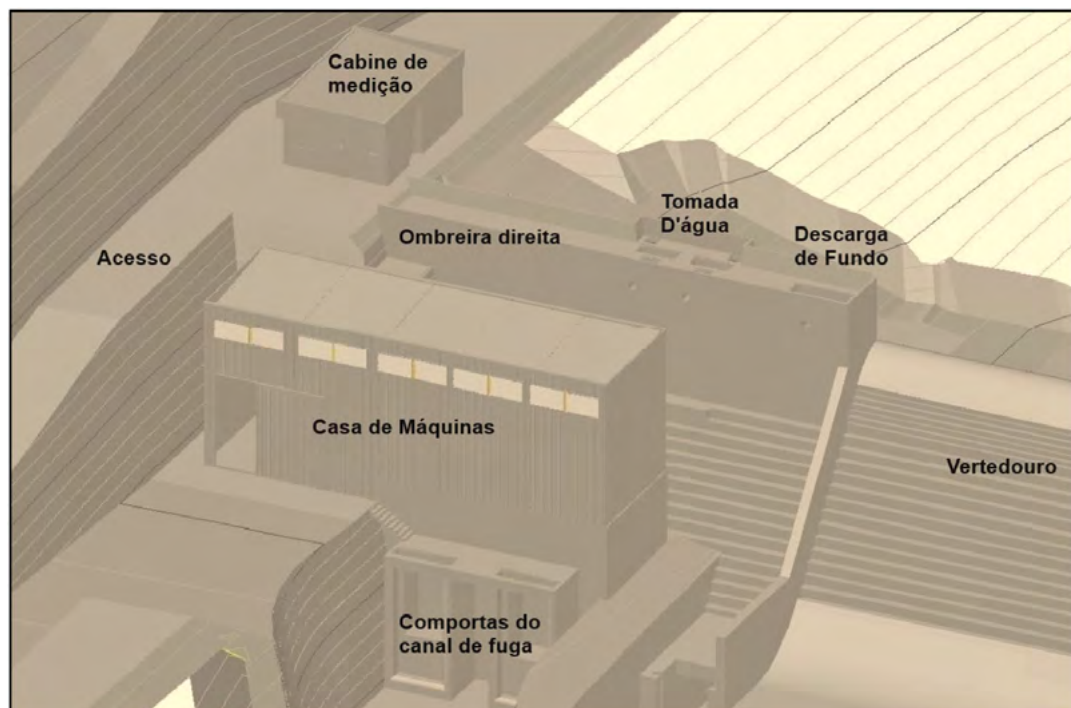 Cabine de
medição
Tomada
D'água
Ombreira direita
Descarga
de Fundo
Acesso
Casa de Máquinas
Vertedouro
Comportas do
canal de fuga